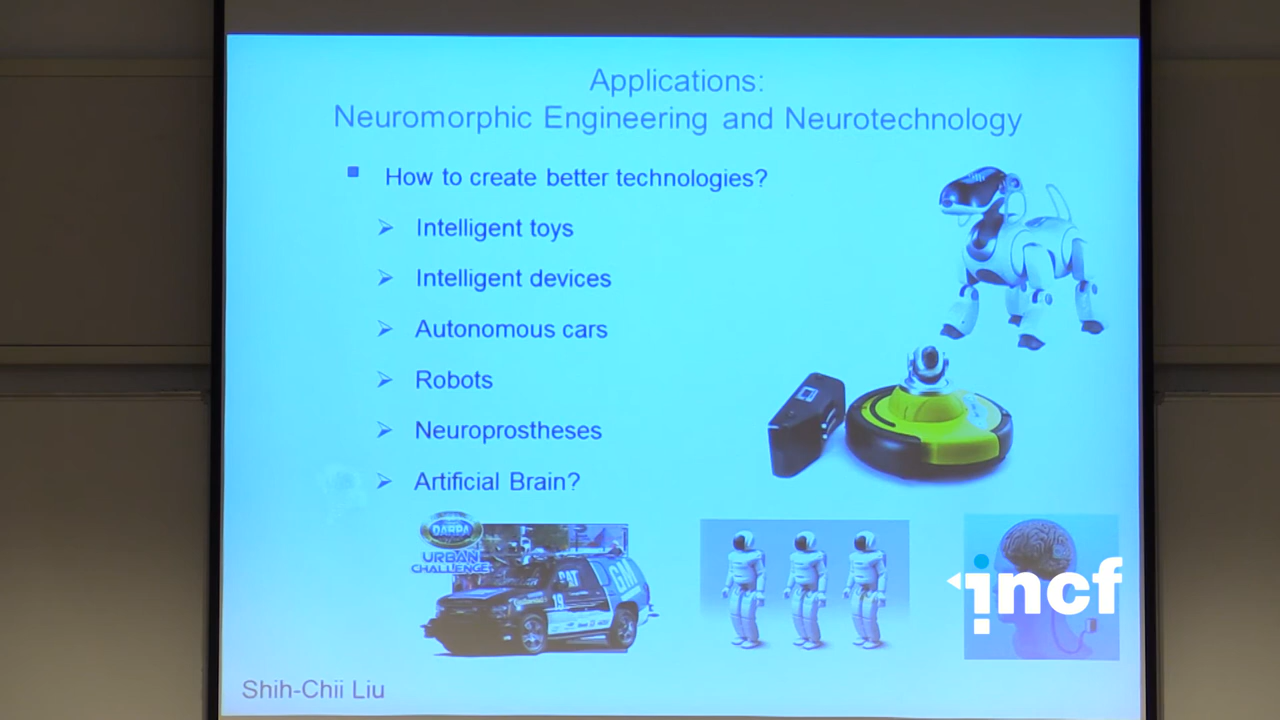 Applications:
Neuromorphic Engineering and Neurotechnology
How to create better technologies?
Intelligent toys
Intelligent devices
Autonomous cars
Robots
Neuroprostheses
Artificial Brain?
DARPA
URBAN
CHALLENGE
CAT
GM
incf
Shih-Chii Liu